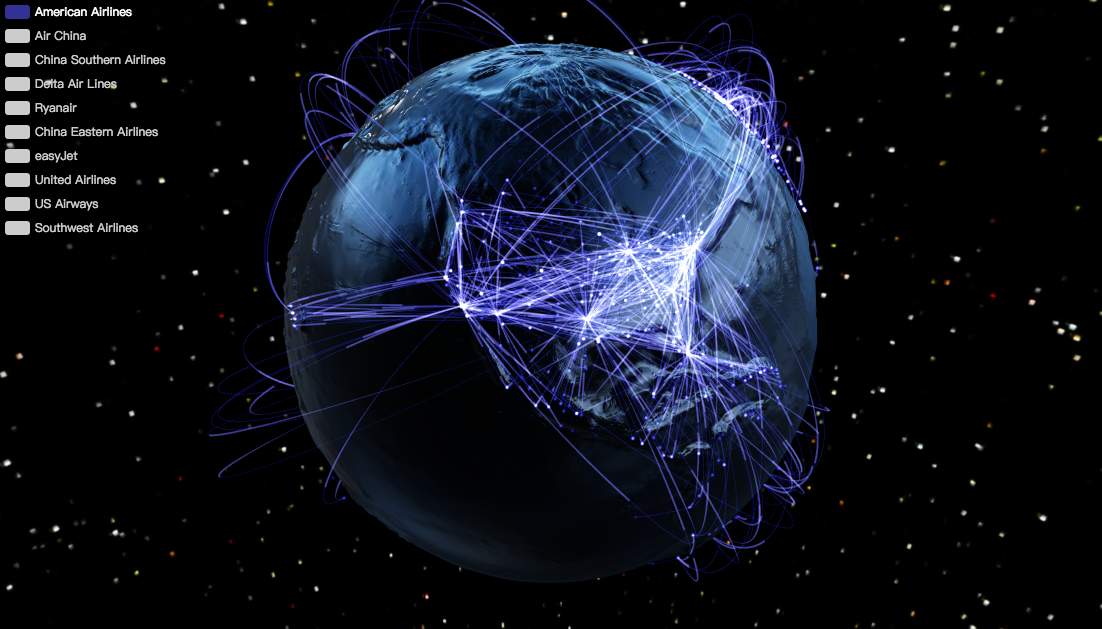 American Airlines
Air China
China Southern Airlines
Delta Air Lines
Ryanair
China Eastern Airlines
easyJet
United Airlines
US Airways
Southwest Airlines